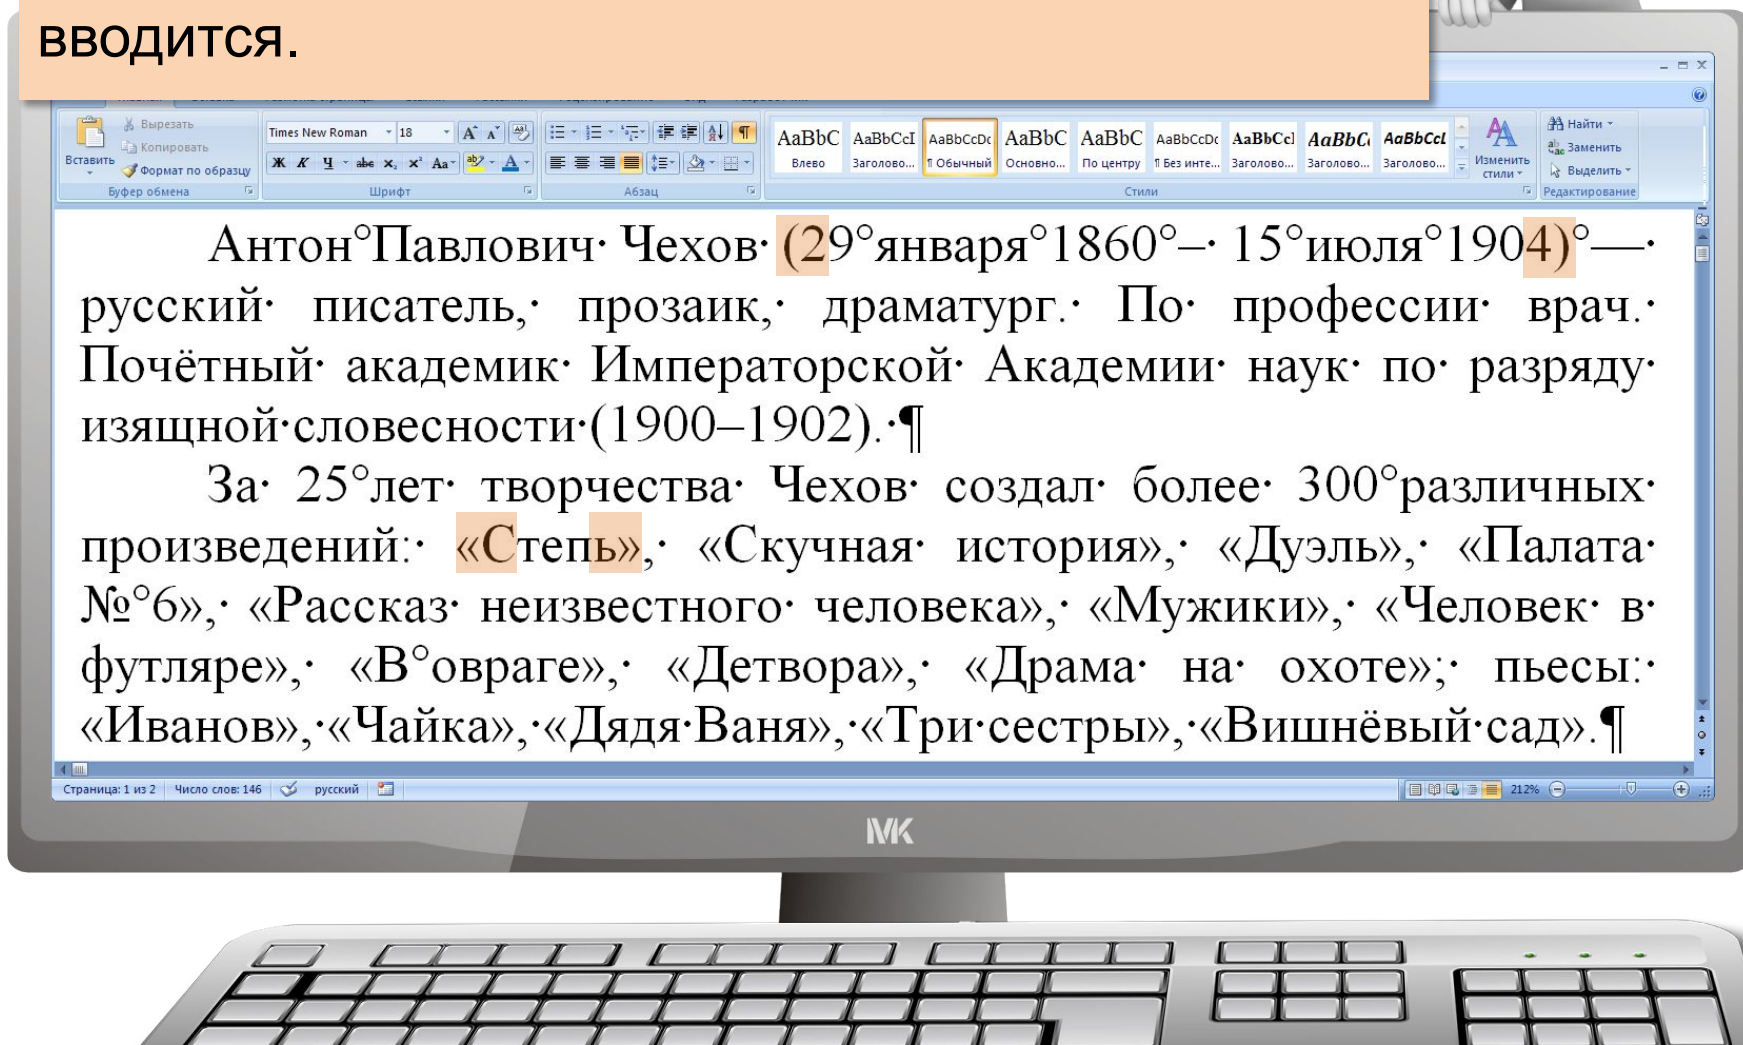 вводится.
Вставить
Вырезать
Копировать
Формат по образцу
Буфер обмена
Times New Roman 18
Ж К Ч abc x₂ x² Aa
Шрифт
Абзац
AaBbC AaBbCcI AaBbCcDc AaBbC AaBbC AaBbCcDc AaBbCcI AaBbCc AaBbCcL
Влево Заголово... ¶ Обычный Основно... По центру ¶ Без инте... Заголово... Заголово... Заголово...
Стили
Изменить стили
Найти
Заменить
Выделить
Редактирование
Антон°Павлович· Чехов· (29°января°1860°–· 15°июля°1904)°—·
русский· писатель,· прозаик,· драматург.· По· профессии· врач.·
Почётный· академик· Императорской· Академии· наук· по· разряду·
изящной·словесности·(1900–1902).·¶
За· 25°лет· творчества· Чехов· создал· более· 300°различных·
произведений:· «Степь»,· «Скучная· история»,· «Дуэль»,· «Палата·
№°6»,· «Рассказ· неизвестного· человека»,· «Мужики»,· «Человек· в·
футляре»,· «В°овраге»,· «Детвора»,· «Драма· на· охоте»;· пьесы:·
«Иванов»,·«Чайка»,·«Дядя·Ваня»,·«Три·сестры»,·«Вишнёвый·сад».¶
Страница: 1 из 2 Число слов: 146 русский 212%
MK